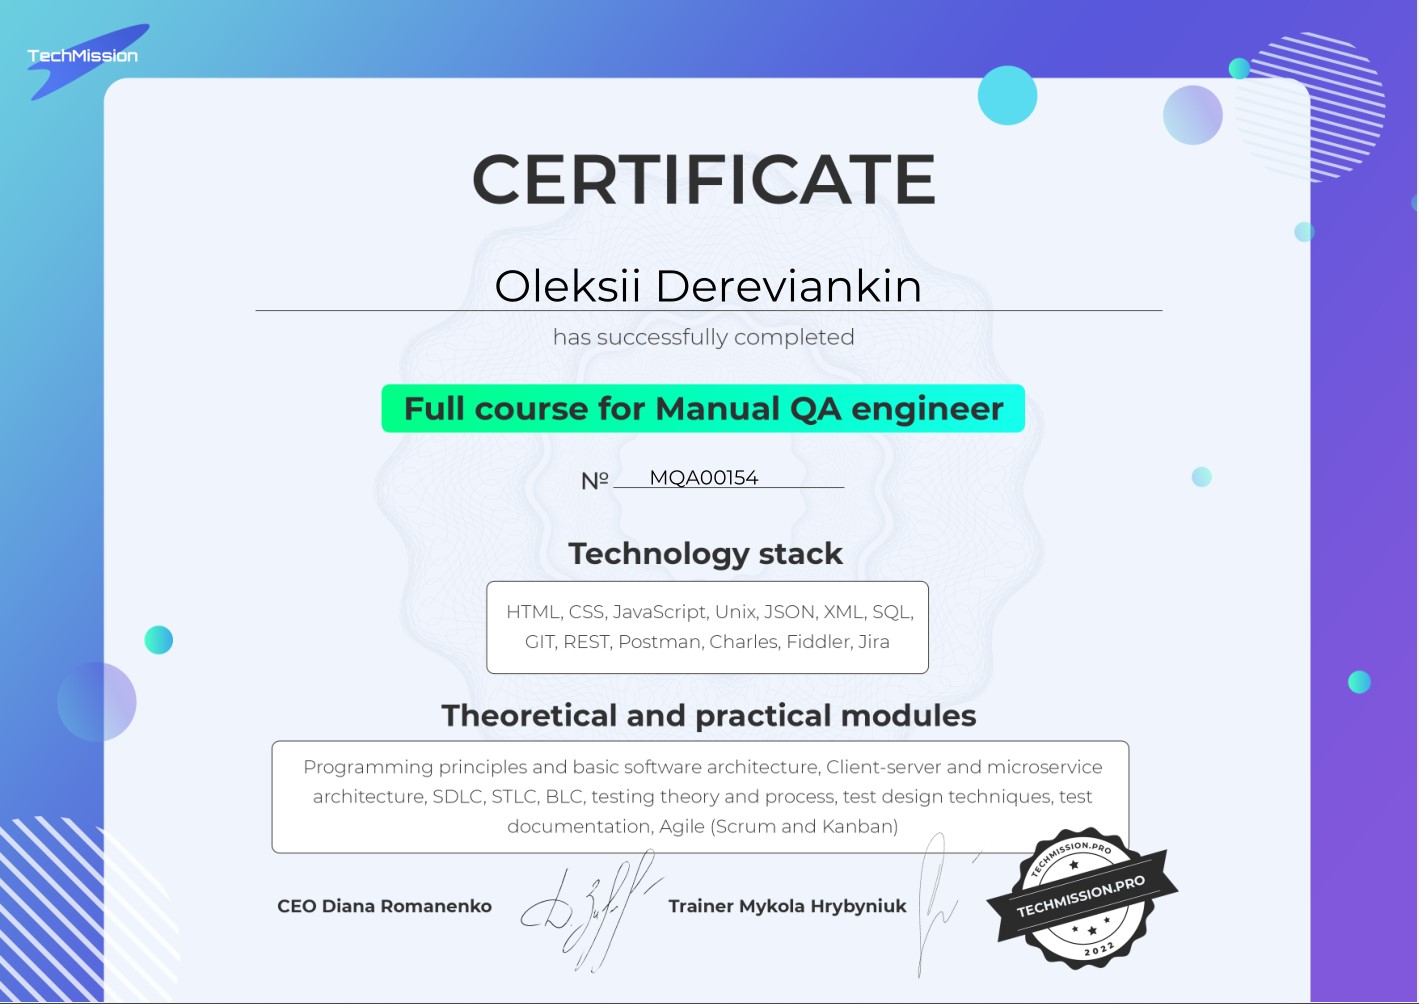 TechMission
CERTIFICATE
Oleksii Dereviankin
has successfully completed
Full course for Manual QA engineer
№ MQA00154
Technology stack
HTML, CSS, JavaScript, Unix, JSON, XML, SQL,
GIT, REST, Postman, Charles, Fiddler, Jira
Theoretical and practical modules
Programming principles and basic software architecture, Client-server and microservice
architecture, SDLC, STLC, BLC, testing theory and process, test design techniques, test
documentation, Agile (Scrum and Kanban)
CEO Diana Romanenko
Trainer Mykola Hrybyniuk
TECHMISSION.PRO
TECHMISSION.PRO
2022